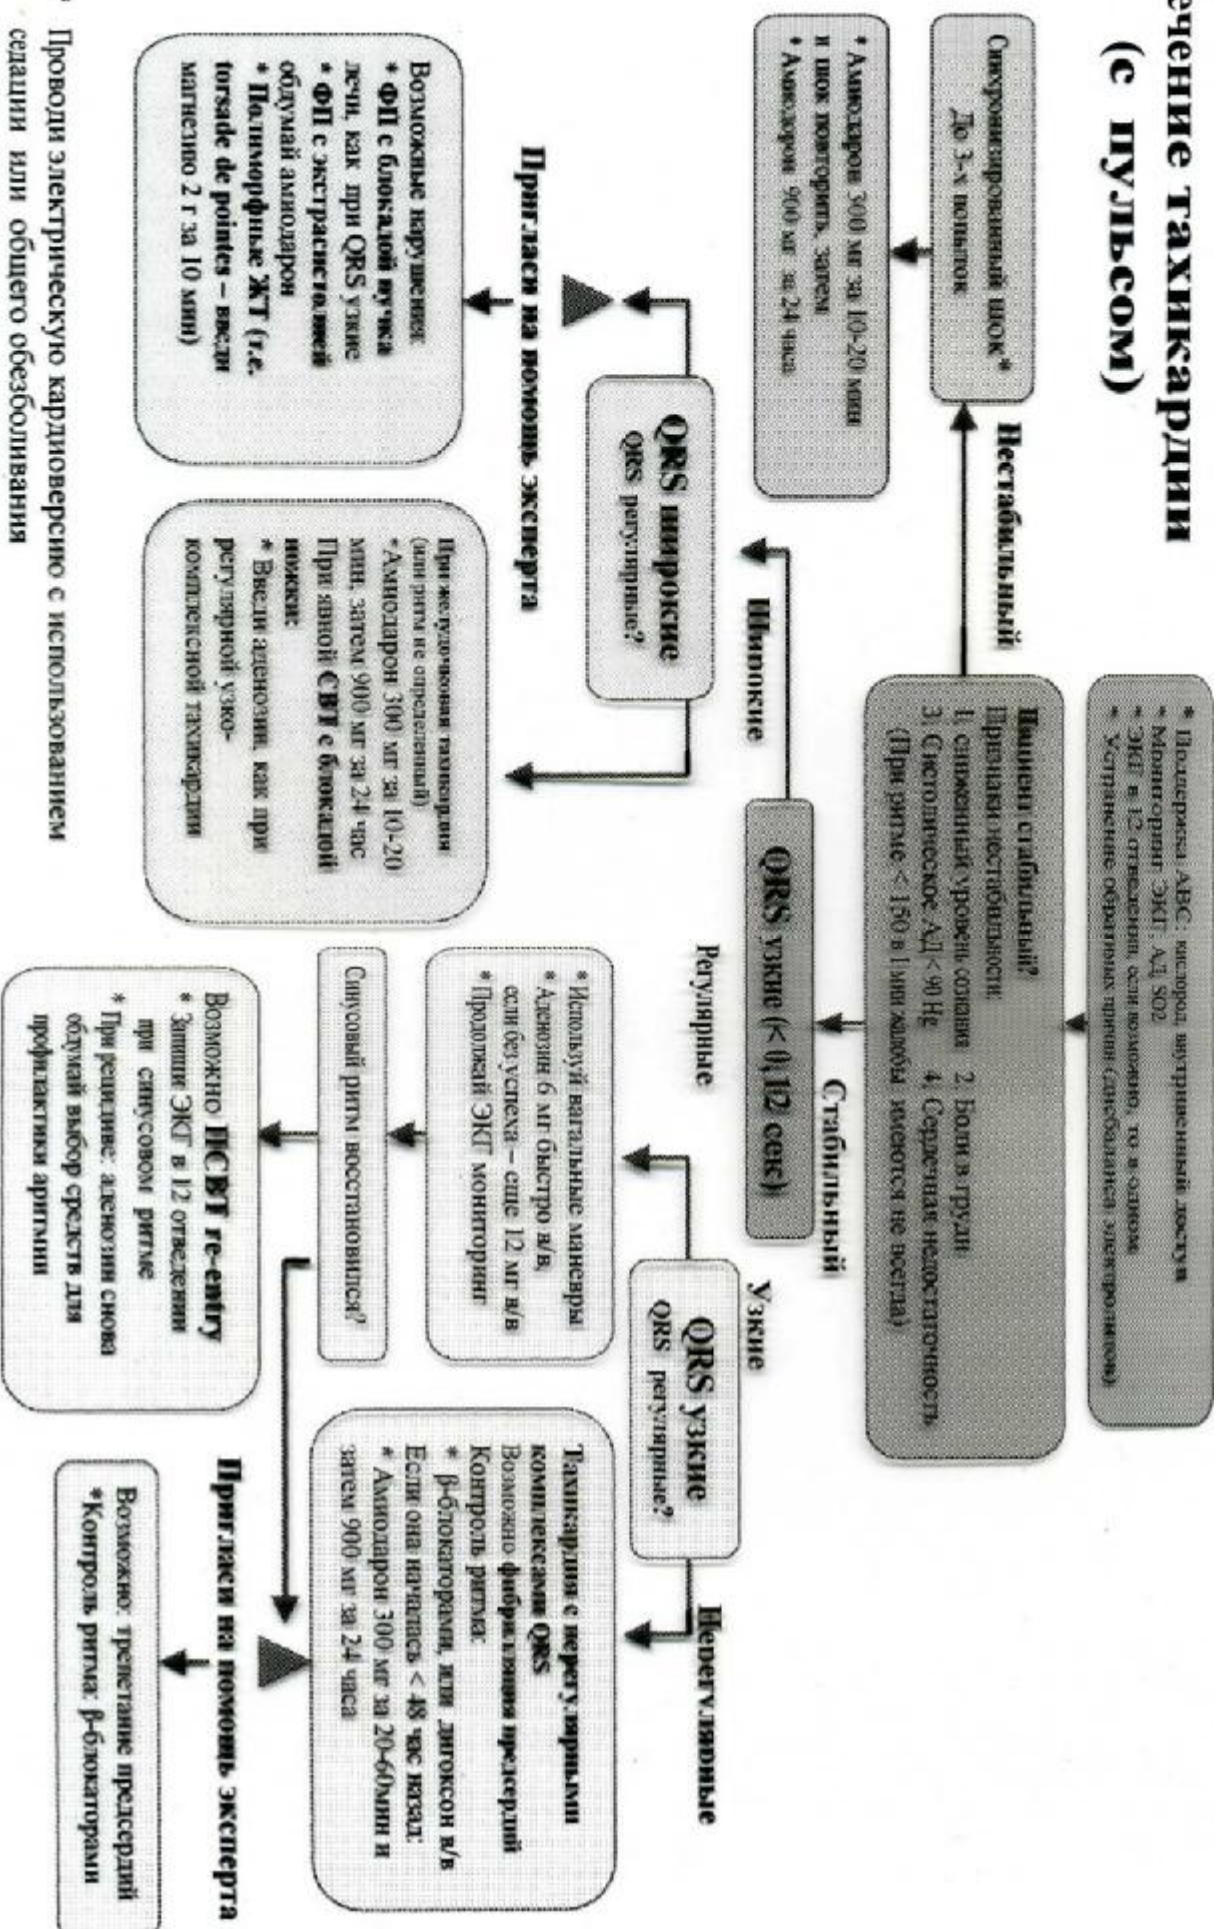 ечение тахикардии
(с пульсом)
* Поддержка АВС: кислород, внутривенный доступ
* Мониторинг: ЭКГ, АД, SO2
* ЭКГ в 12 отведениях, если возможно, то в одном
* Устранение обратимых причин (дисбаланса электролитов)
Пациент стабильный?
Признаки нестабильности:
1. сниженный уровень сознания 2. Боли в груди
3. Систолическое АД<90 Hg 4. Сердечная недостаточность
(При ритме < 150 в 1 мин жалобы имеются не всегда)
Нестабильный
Стабильный
Синхронизированный шок*
До 3-х попыток
* Амиодарон 300 мг за 10-20 мин
и шок повторить, затем
* Амиодорон 900 мг за 24 часа
QRS узкие (< 0,12 сек)
Широкие
Узкие
QRS широкие
QRS регулярные?
QRS узкие
QRS регулярные?
Регулярные
Нерегулярные
Пригласи на помощь эксперта
Возможные нарушения:
* ФП с блокадой пучка
лечи, как при QRS узкие
* ФП с экстрасистолией
обдумай амиодарон
* Полиморфные ЖТ (т.е.
torsade de pointes – введи
магнезию 2 г за 10 мин)
При желудочковая тахикардия
(или ритм не определенный)
*Амиодарон 300 мг за 10-20
мин, затем 900 мг за 24 час
При явной СВТ с блокадой
ножки:
* Введи аденозин, как при
регулярной узко-
комплексной тахикардии
* Используй вагальные маневры
* Аденозин 6 мг быстро в/в,
если без успеха – еще 12 мг в/в
* Продолжай ЭКГ мониторинг
Синусовый ритм восстановился?
Возможно ПСВТ re-entry
* Запиши ЭКГ в 12 отведении
при синусовом ритме
* При рецидиве: аденозин снова
обдумай выбор средств для
профилактики аритмии
Тахикардия с нерегулярными
комплексами QRS
Возможно фибрилляция предсердий
Контроль ритма:
* β-блокаторами, или дигоксон в/в
Если она началась < 48 час назад:
* Амиодарон 300 мг за 20-60мин и
затем 900 мг за 24 часа
Пригласи на помощь эксперта
Возможно: трепетание предсердий
*Контроль ритма: β-блокаторами
* Проводи электрическую кардиоверсию с использованием
седации или общего обезболивания